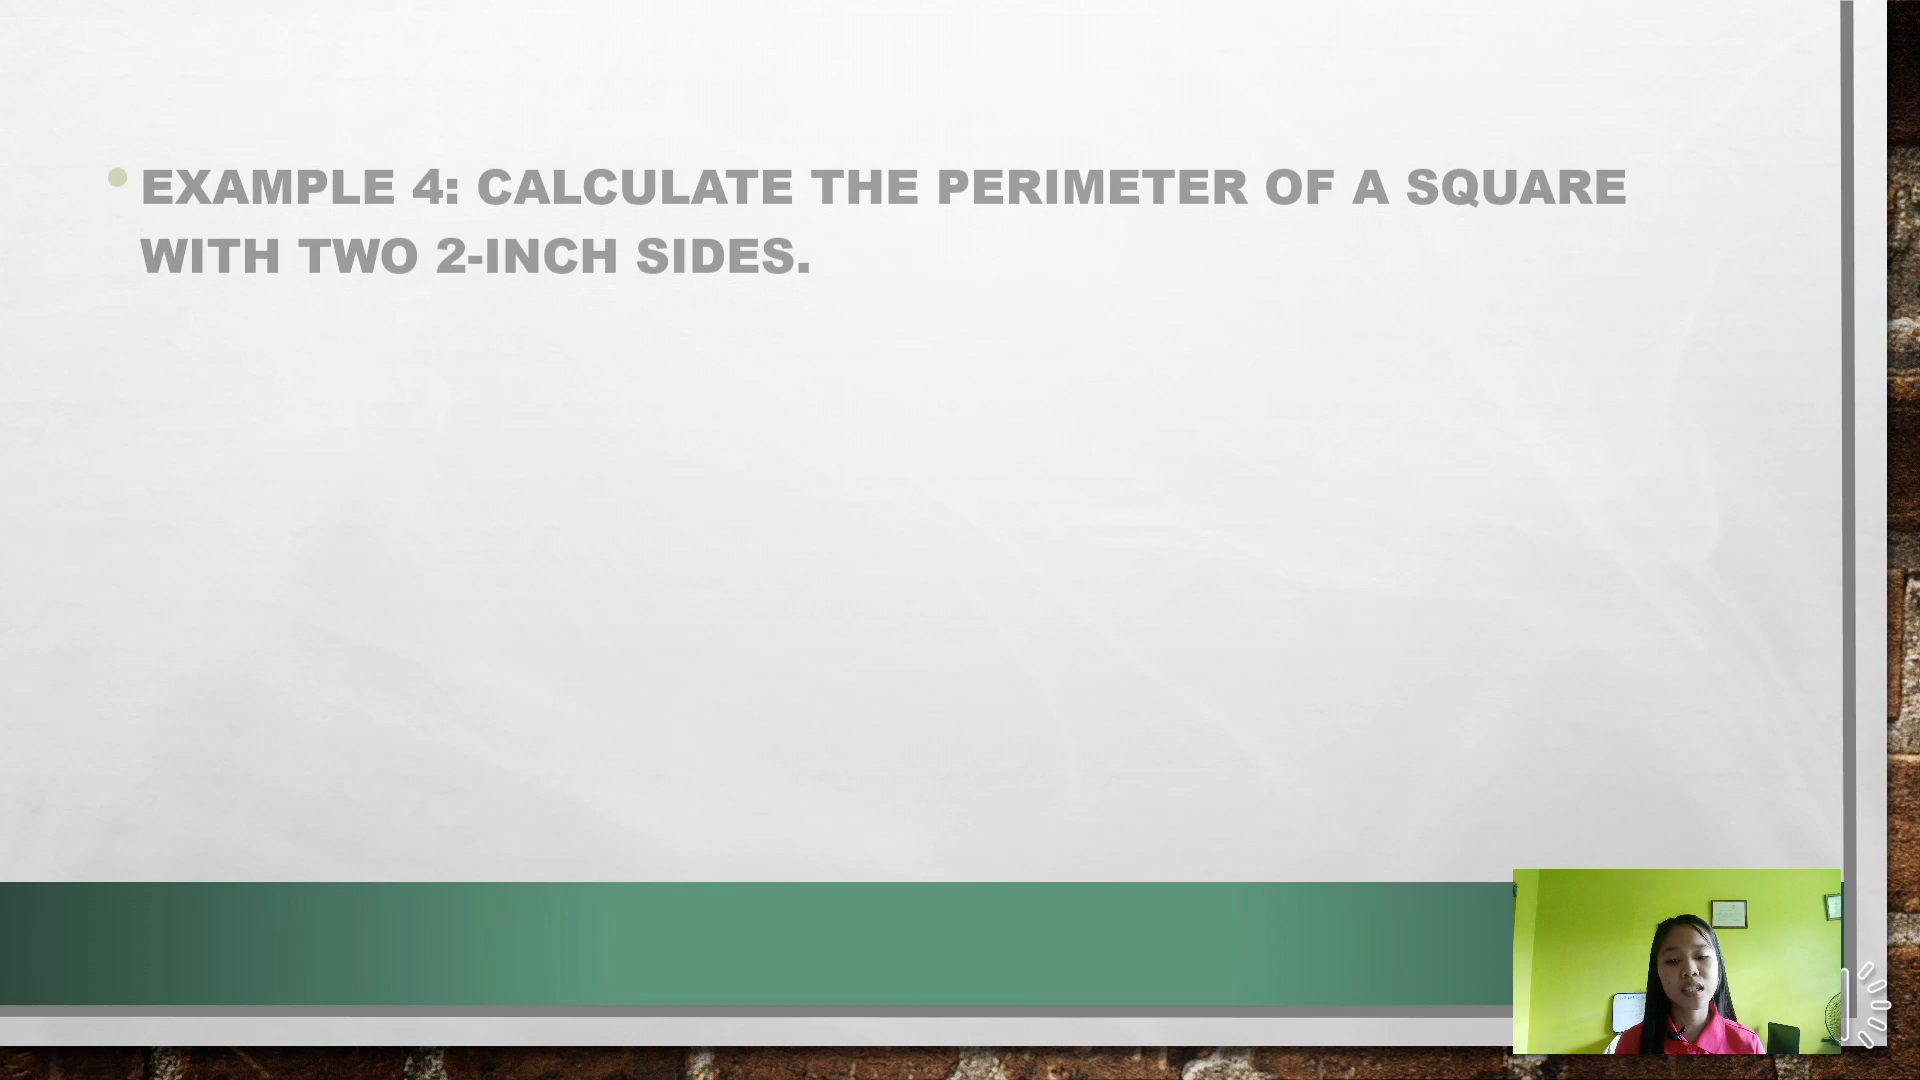 EXAMPLE 4: CALCULATE THE PERIMETER OF A SQUARE
WITH TWO 2-INCH SIDES.